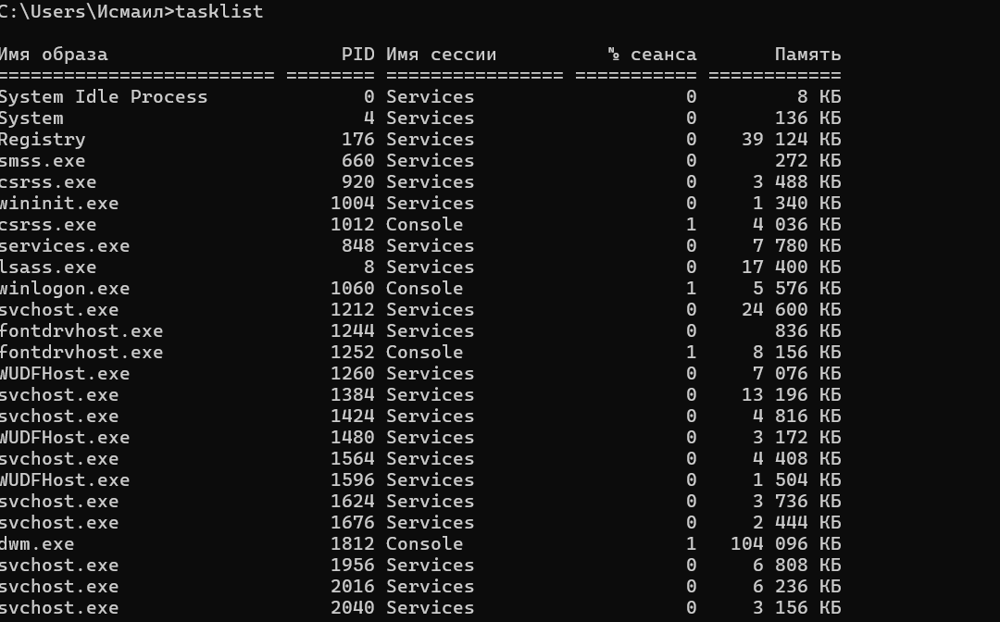 C:\Users\Исмаил>tasklist
Имя образа PID Имя сессии № сеанса Память
========================= ======== ================ =========== ============
System Idle Process 0 Services 0 8 КБ
System 4 Services 0 136 КБ
Registry 176 Services 0 39 124 КБ
smss.exe 660 Services 0 272 КБ
csrss.exe 920 Services 0 3 488 КБ
wininit.exe 1004 Services 0 1 340 КБ
csrss.exe 1012 Console 1 4 036 КБ
services.exe 848 Services 0 7 780 КБ
lsass.exe 8 Services 0 17 400 КБ
winlogon.exe 1060 Console 1 5 576 КБ
svchost.exe 1212 Services 0 24 600 КБ
fontdrvhost.exe 1244 Services 0 836 КБ
fontdrvhost.exe 1252 Console 1 8 156 КБ
WUDFHost.exe 1260 Services 0 7 076 КБ
svchost.exe 1384 Services 0 13 196 КБ
svchost.exe 1424 Services 0 4 816 КБ
WUDFHost.exe 1480 Services 0 3 172 КБ
svchost.exe 1564 Services 0 4 408 КБ
WUDFHost.exe 1596 Services 0 1 504 КБ
svchost.exe 1624 Services 0 3 736 КБ
svchost.exe 1676 Services 0 2 444 КБ
dwm.exe 1812 Console 1 104 096 КБ
svchost.exe 1956 Services 0 6 808 КБ
svchost.exe 2016 Services 0 6 236 КБ
svchost.exe 2040 Services 0 3 156 КБ